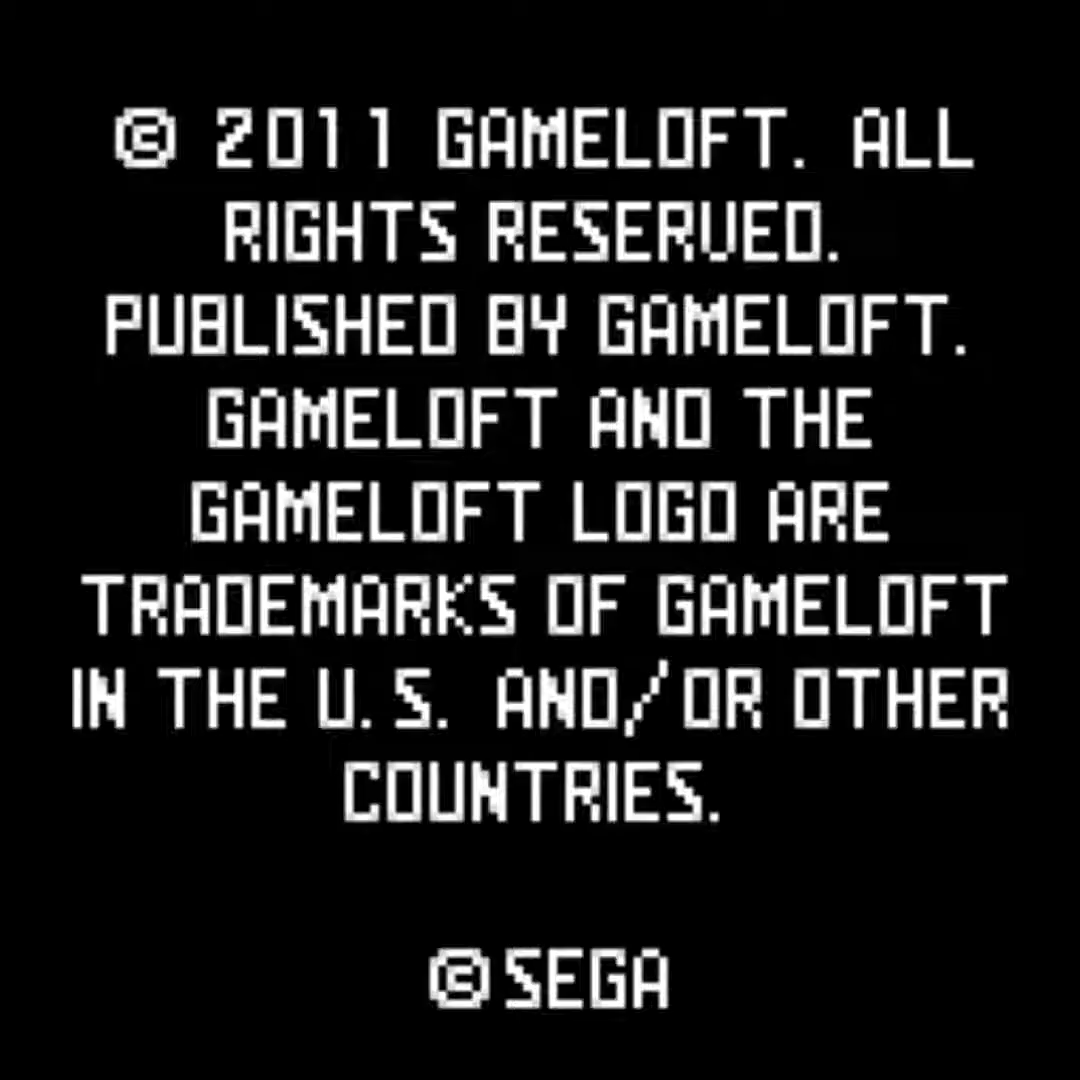 © 2011 GAMELOFT. ALL
RIGHTS RESERVED.
PUBLISHED BY GAMELOFT.
GAMELOFT AND THE
GAMELOFT LOGO ARE
TRADEMARKS OF GAMELOFT
IN THE U.S. AND/OR OTHER
COUNTRIES.
©SEGA